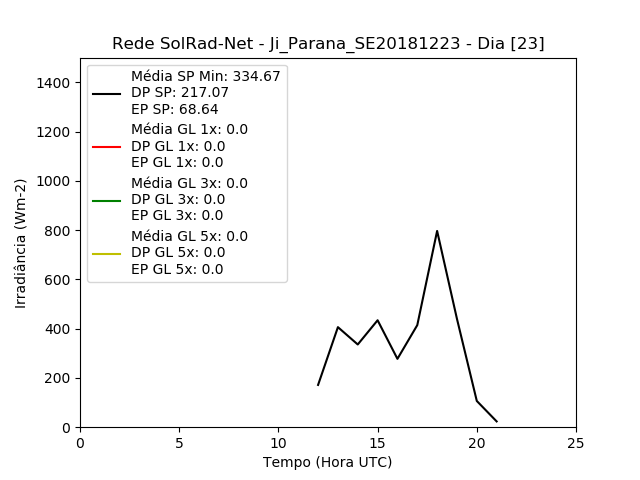 Rede SolRad-Net - Ji_Parana_SE20181223 - Dia [23]
Média SP Min: 334.67
DP SP: 217.07
EP SP: 68.64
Média GL 1x: 0.0
DP GL 1x: 0.0
EP GL 1x: 0.0
Média GL 3x: 0.0
DP GL 3x: 0.0
EP GL 3x: 0.0
Média GL 5x: 0.0
DP GL 5x: 0.0
EP GL 5x: 0.0
Irradiância (Wm-2)
1400
1200
1000
800
600
400
200
0
0 5 10 15 20 25
Tempo (Hora UTC)